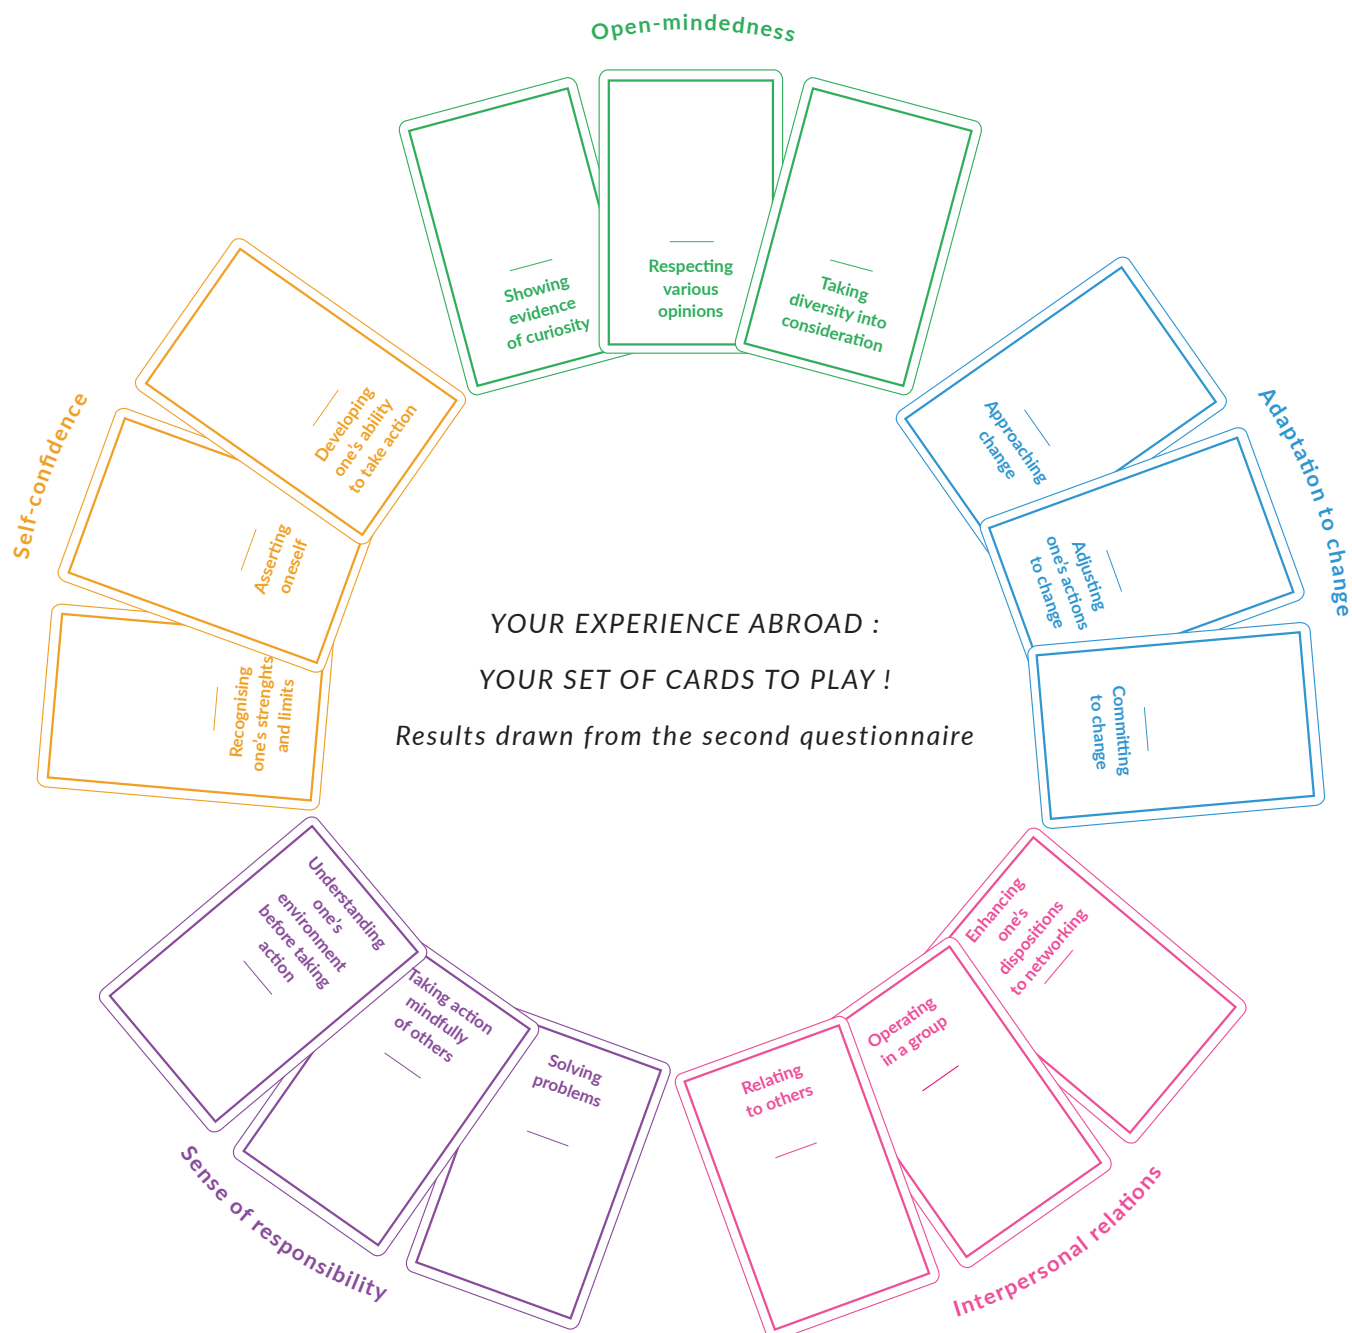 Open-mindedness
Showing
evidence
of curiosity
Respecting
various
opinions
Taking
diversity into
consideration
Adaptation to change
Approaching
change
Adjusting
one's actions
to change
Committing
to change
Interpersonal relations
Enhancing
one's
dispositions
to networking
Operating
in a group
Relating
to others
Sense of responsibility
Solving
problems
Taking action
mindfully
of others
Understanding
one's
environment
before taking
action
Self-confidence
Recognising
one's strenghts
and limits
Asserting
oneself
Developing
one's ability
to take action
YOUR EXPERIENCE ABROAD :
YOUR SET OF CARDS TO PLAY !
Results drawn from the second questionnaire